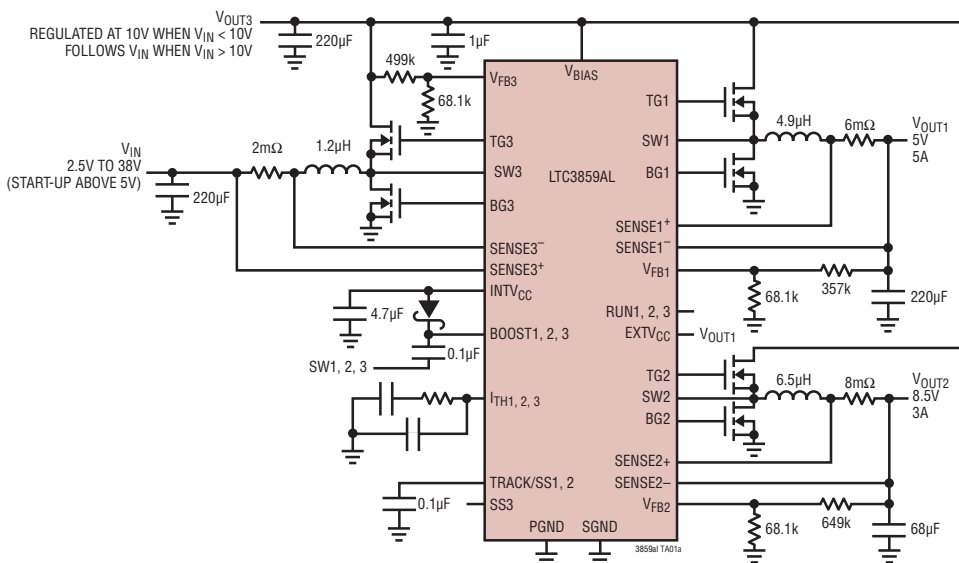 VOUT3
REGULATED AT 10V WHEN VIN < 10V
FOLLOWS VIN WHEN VIN > 10V
220µF
1µF
499k
68.1k
VFB3
VBIAS
TG1
4.9µH
6mΩ
VOUT1
5V
5A
VIN
2.5V TO 38V
(START-UP ABOVE 5V)
220µF
2mΩ
1.2µH
TG3
SW3
BG3
SENSE3–
SENSE3+
LTC3859AL
SW1
BG1
SENSE1+
SENSE1–
VFB1
68.1k
357k
220µF
INTVCC
4.7µF
BOOST1, 2, 3
0.1µF
SW1, 2, 3
RUN1, 2, 3
EXTVCC
VOUT1
TG2
SW2
BG2
6.5µH
8mΩ
VOUT2
8.5V
3A
ITH1, 2, 3
SENSE2+
SENSE2–
VFB2
68.1k
649k
68µF
TRACK/SS1, 2
0.1µF
SS3
PGND
SGND
3859al TA01a